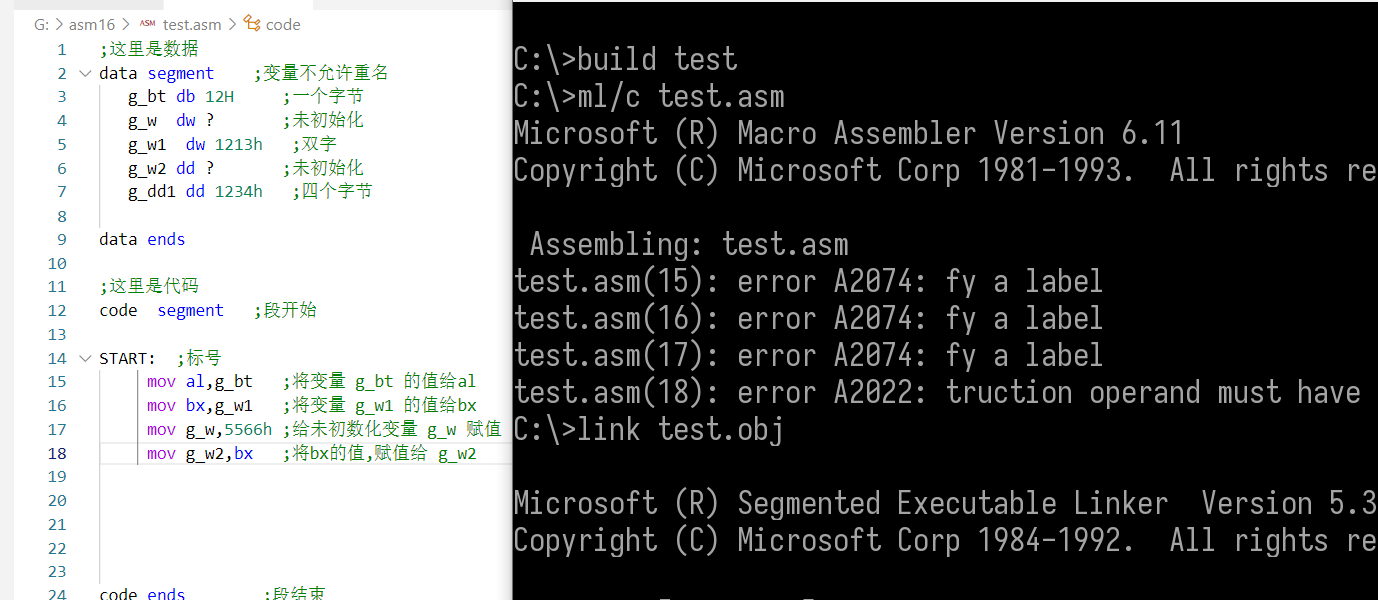 G: > asm16 > ASM test.asm > code
1 ;这里是数据
2 data segment ;变量不允许重名
3 g_bt db 12H ;一个字节
4 g_w dw ? ;未初始化
5 g_w1 dw 1213h ;双字
6 g_w2 dd ? ;未初始化
7 g_dd1 dd 1234h ;四个字节
8
9 data ends
10
11 ;这里是代码
12 code segment ;段开始
13
14 START: ;标号
15 mov al,g_bt ;将变量 g_bt 的值给al
16 mov bx,g_w1 ;将变量 g_w1 的值给bx
17 mov g_w,5566h ;给未初数化变量 g_w 赋值
18 mov g_w2,bx ;将bx的值,赋值给 g_w2
19
20
21
22
23
24 code ends ;段结束
C:\>build test
C:\>ml/c test.asm
Microsoft (R) Macro Assembler Version 6.11
Copyright (C) Microsoft Corp 1981-1993. All rights re
Assembling: test.asm
test.asm(15): error A2074: fy a label
test.asm(16): error A2074: fy a label
test.asm(17): error A2074: fy a label
test.asm(18): error A2022: truction operand must have
C:\>link test.obj
Microsoft (R) Segmented Executable Linker Version 5.3
Copyright (C) Microsoft Corp 1984-1992. All rights re